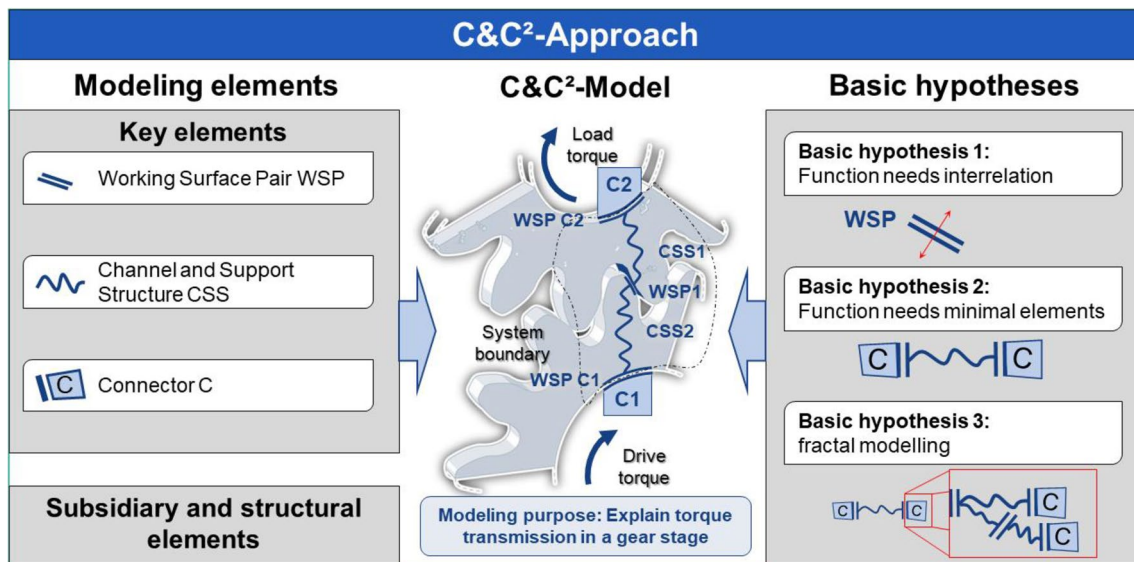 C&C²-Approach
Modeling elements
Key elements
Working Surface Pair WSP
Channel and Support
Structure CSS
C
Connector C
Subsidiary and structural
elements
C&C²-Model
Load
torque
C2
WSP C2
CSS1
WSP1
CSS2
System
boundary
WSP C1
C1
Drive
torque
Modeling purpose: Explain torque
transmission in a gear stage
Basic hypotheses
Basic hypothesis 1:
Function needs interrelation
WSP
Basic hypothesis 2:
Function needs minimal elements
C C
Basic hypothesis 3:
fractal modelling
C C C
C